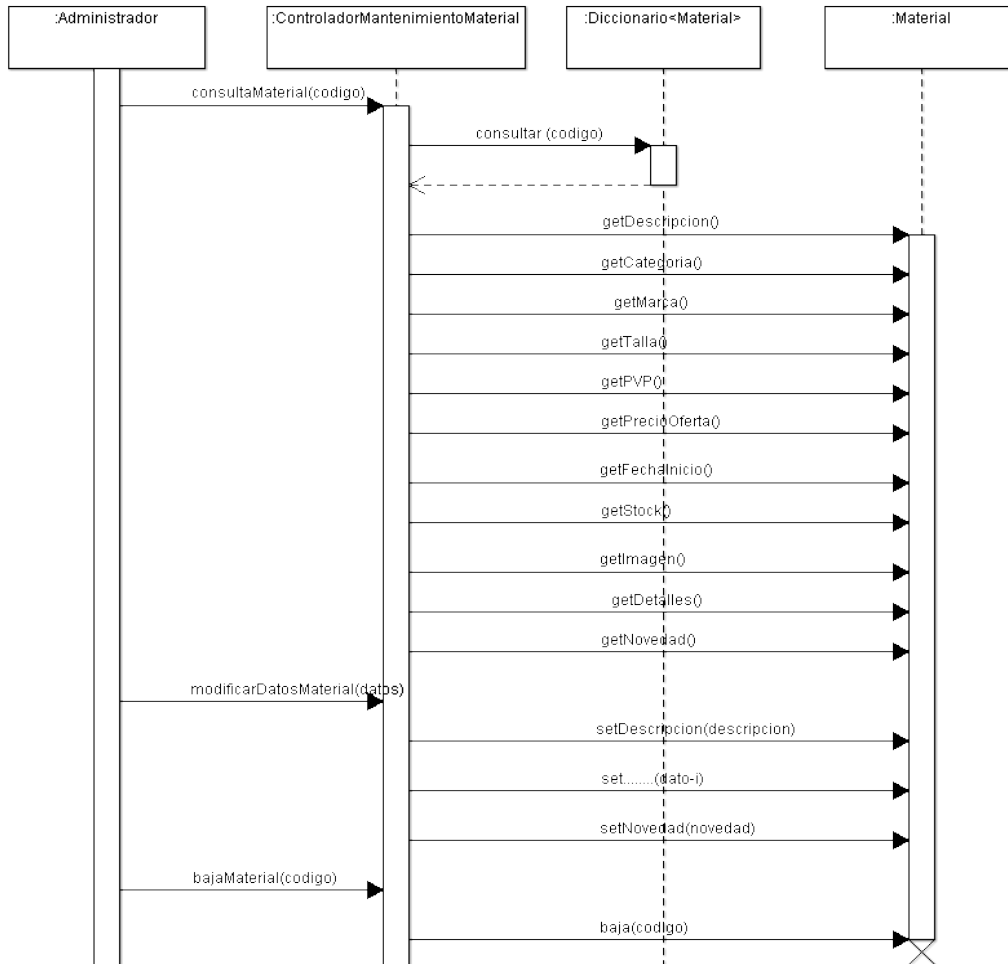 :Administrador
:ControladorMantenimientoMaterial
:Diccionario<Material>
:Material
consultaMaterial(codigo)
consultar (codigo)
getDescripcion()
getCategoria()
getMarca()
getTalla()
getPVP()
getPrecioOferta()
getFechaInicio()
getStock()
getImagen()
getDetalles()
getNovedad()
modificarDatosMaterial(datos)
setDescripcion(descripcion)
set........(dato-i)
setNovedad(novedad)
bajaMaterial(codigo)
baja(codigo)